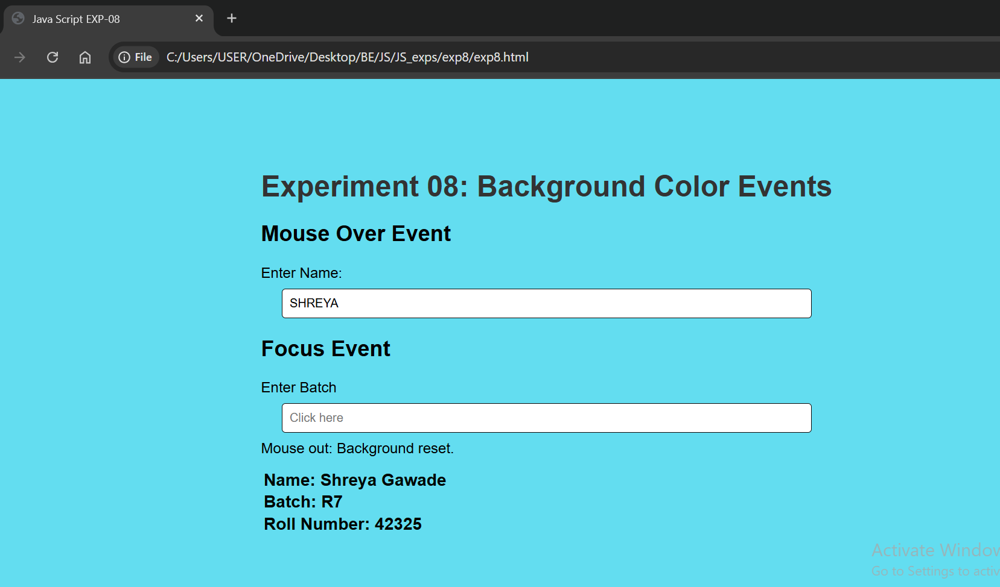 Java Script EXP-08
File C:/Users/USER/OneDrive/Desktop/BE/JS/JS_exps/exp8/exp8.html
Experiment 08: Background Color Events
Mouse Over Event
Enter Name:
SHREYA
Focus Event
Enter Batch
Click here
Mouse out: Background reset.
Name: Shreya Gawade
Batch: R7
Roll Number: 42325
Activate Window
Go to Settings to activ